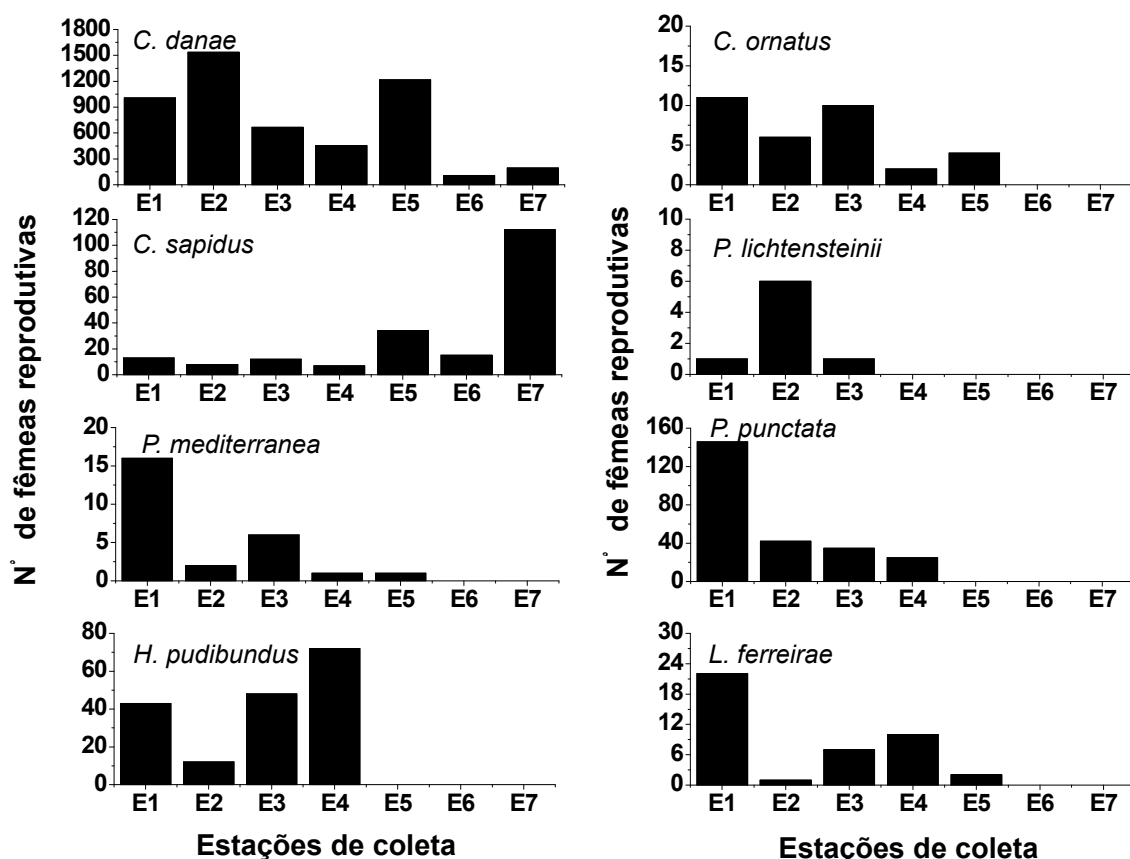 C. danae
1800
1500
1200
900
600
300
0
E1 E2 E3 E4 E5 E6 E7
C. sapidus
120
100
80
60
40
20
0
E1 E2 E3 E4 E5 E6 E7
P. mediterranea
20
15
10
5
0
E1 E2 E3 E4 E5 E6 E7
H. pudibundus
80
60
40
20
0
E1 E2 E3 E4 E5 E6 E7
N° de fêmeas reprodutivas
Estações de coleta
C. ornatus
20
15
10
5
0
E1 E2 E3 E4 E5 E6 E7
P. lichtensteinii
10
8
6
4
2
0
E1 E2 E3 E4 E5 E6 E7
P. punctata
160
120
80
40
0
E1 E2 E3 E4 E5 E6 E7
L. ferreirae
30
24
18
12
6
0
E1 E2 E3 E4 E5 E6 E7
N° de fêmeas reprodutivas
Estações de coleta